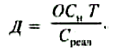 Д = ОСн Т / Среал.